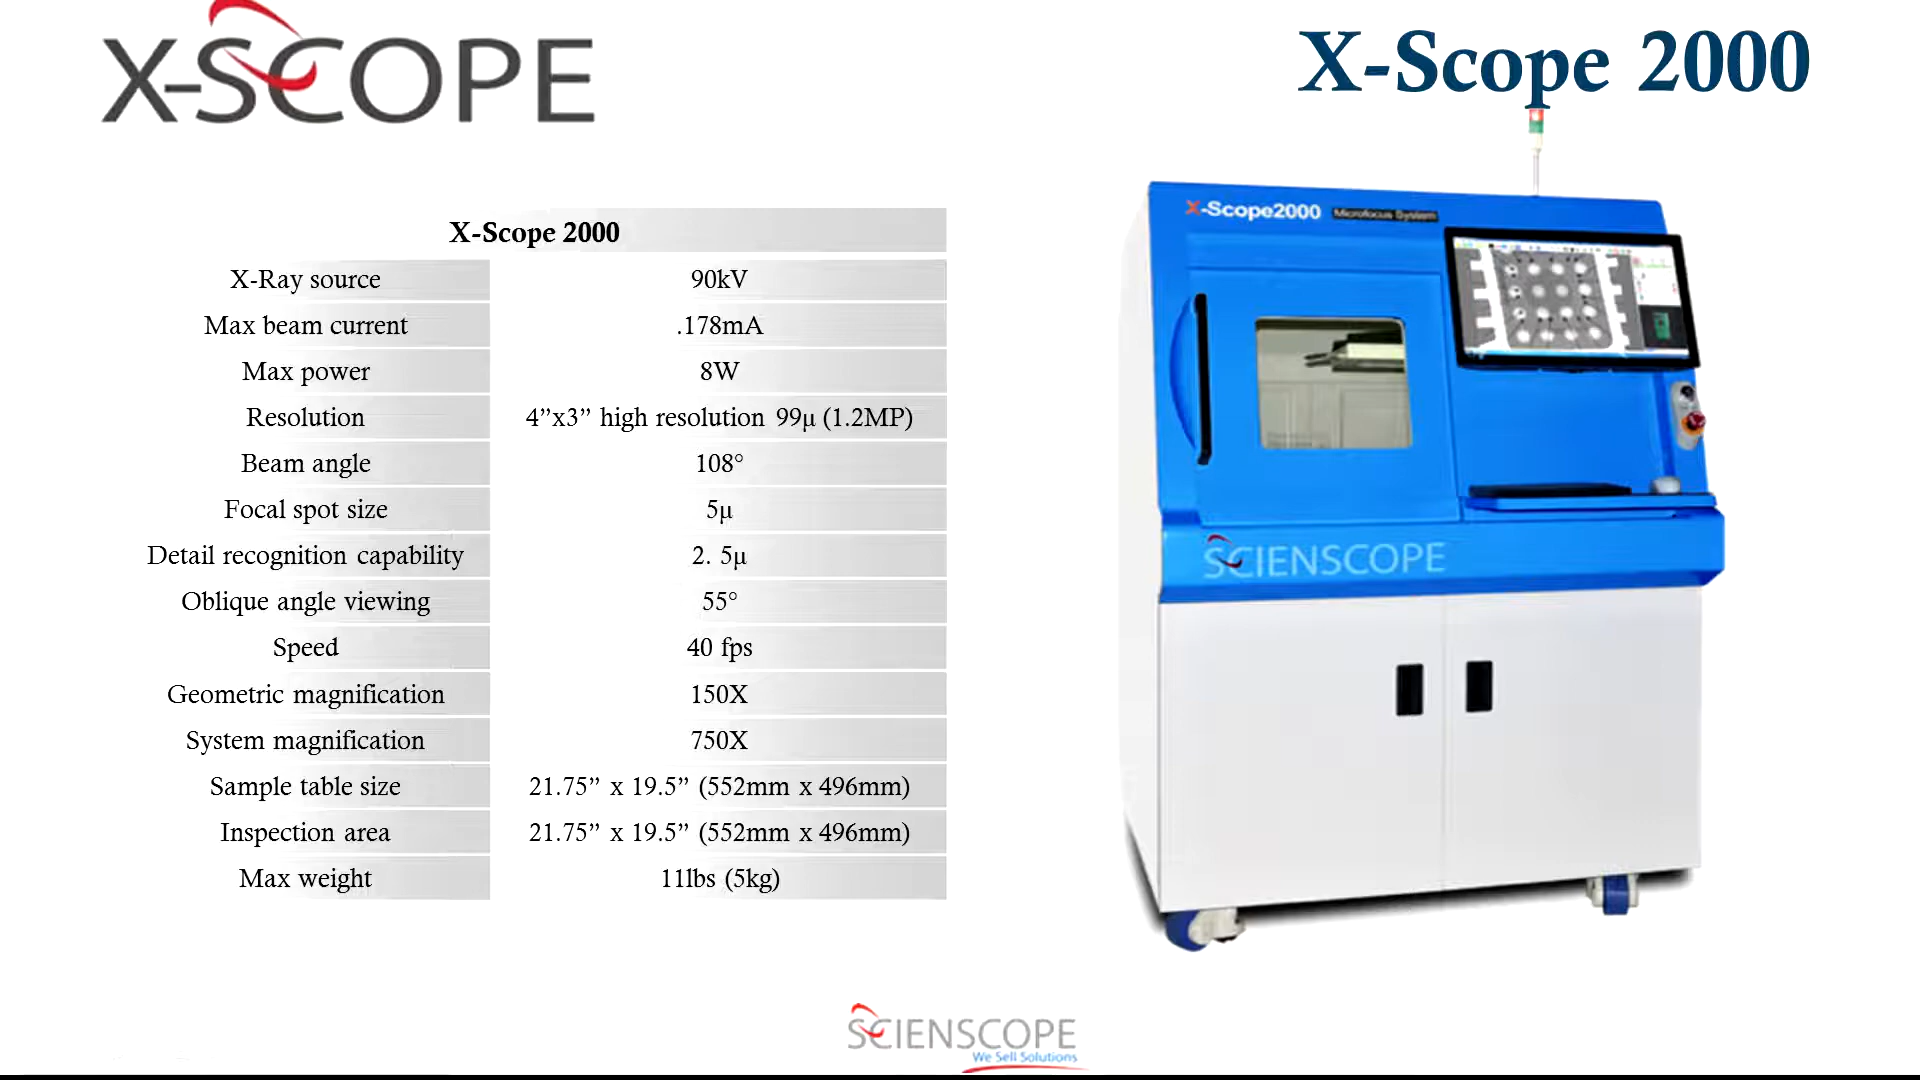 X-SCOPE
X-Scope 2000
X-Scope 2000
X-Ray source 90kV
Max beam current .178mA
Max power 8W
Resolution 4”x3” high resolution 99µ (1.2MP)
Beam angle 108°
Focal spot size 5µ
Detail recognition capability 2. 5µ
Oblique angle viewing 55°
Speed 40 fps
Geometric magnification 150X
System magnification 750X
Sample table size 21.75” x 19.5” (552mm x 496mm)
Inspection area 21.75” x 19.5” (552mm x 496mm)
Max weight 11lbs (5kg)
X-Scope2000 Microfocus System
SCIENSCOPE
SCIENSCOPE
We Sell Solutions